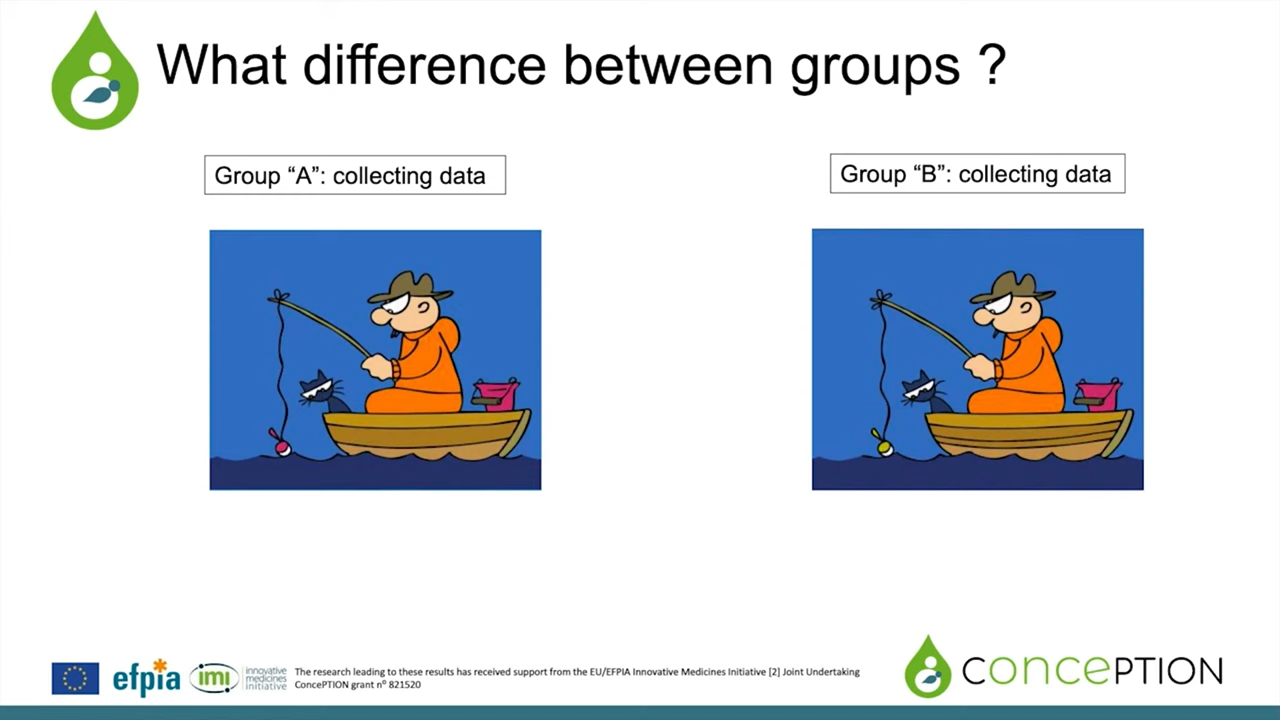 What difference between groups ?
Group “A”: collecting data
Group “B”: collecting data
efpia
imi
innovative
medicines
initiative
The research leading to these results has received support from the EU/EFPIA Innovative Medicines Initiative [2] Joint Undertaking
ConcePTION grant nº 821520
concePTION